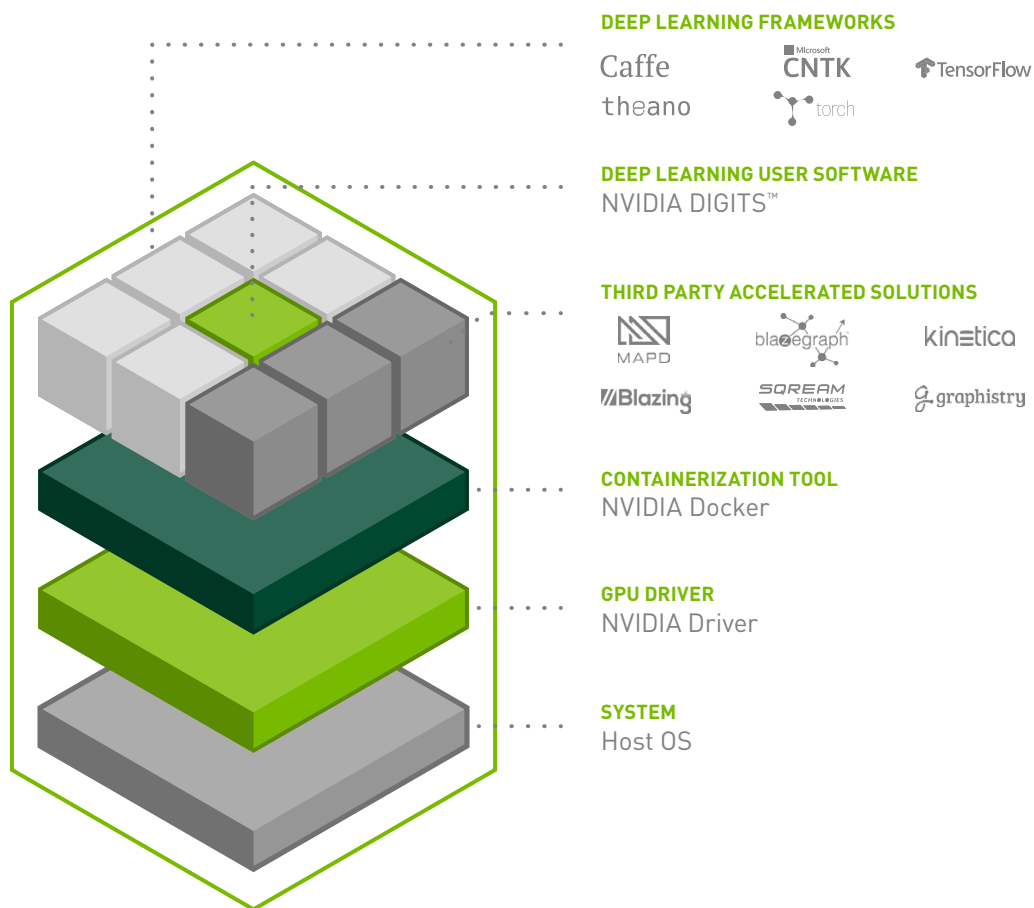 DEEP LEARNING FRAMEWORKS
Caffe
Microsoft
CNTK
TensorFlow
theano
torch
DEEP LEARNING USER SOFTWARE
NVIDIA DIGITS™
THIRD PARTY ACCELERATED SOLUTIONS
MAPD
blazegraph
kinetica
Blazing
SQREAM
TECHNOLOGIES
graphistry
CONTAINERIZATION TOOL
NVIDIA Docker
GPU DRIVER
NVIDIA Driver
SYSTEM
Host OS